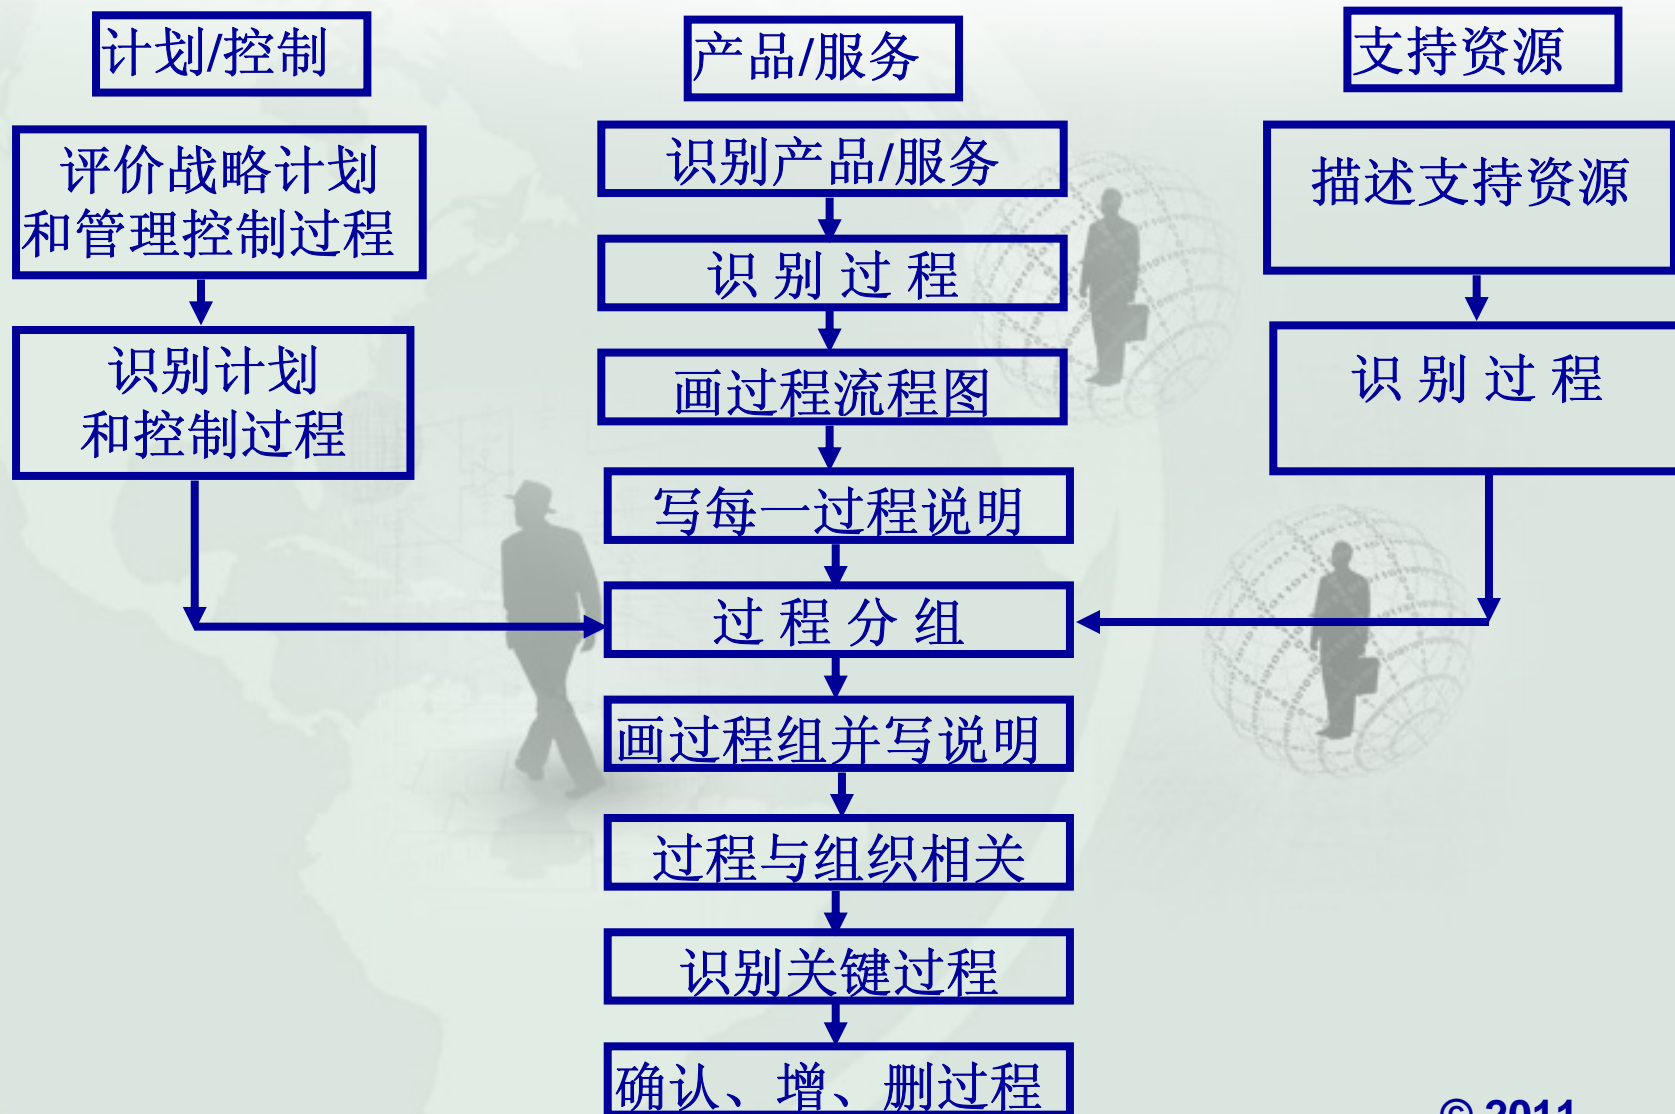 计划/控制
产品/服务
支持资源
评价战略计划
和管理控制过程
识别计划
和控制过程
识别产品/服务
识别过程
画过程流程图
写每一过程说明
过程分组
画过程组并写说明
过程与组织相关
识别关键过程
确认、增、删过程
描述支持资源
识别过程
© 2011